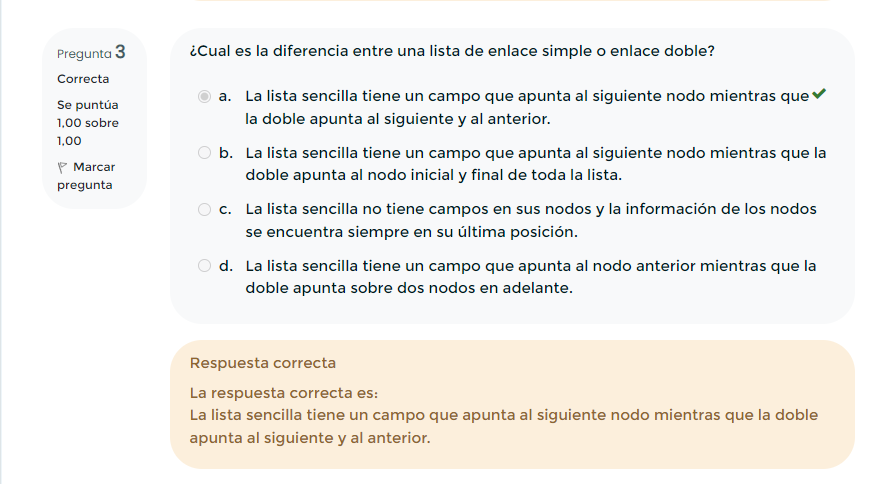 Pregunta 3
Correcta
Se puntúa
1,00 sobre
1,00
Marcar
pregunta
¿Cual es la diferencia entre una lista de enlace simple o enlace doble?
a. La lista sencilla tiene un campo que apunta al siguiente nodo mientras que
la doble apunta al siguiente y al anterior.
b. La lista sencilla tiene un campo que apunta al siguiente nodo mientras que la
doble apunta al nodo inicial y final de toda la lista.
c. La lista sencilla no tiene campos en sus nodos y la información de los nodos
se encuentra siempre en su última posición.
d. La lista sencilla tiene un campo que apunta al nodo anterior mientras que la
doble apunta sobre dos nodos en adelante.
Respuesta correcta
La respuesta correcta es:
La lista sencilla tiene un campo que apunta al siguiente nodo mientras que la doble
apunta al siguiente y al anterior.